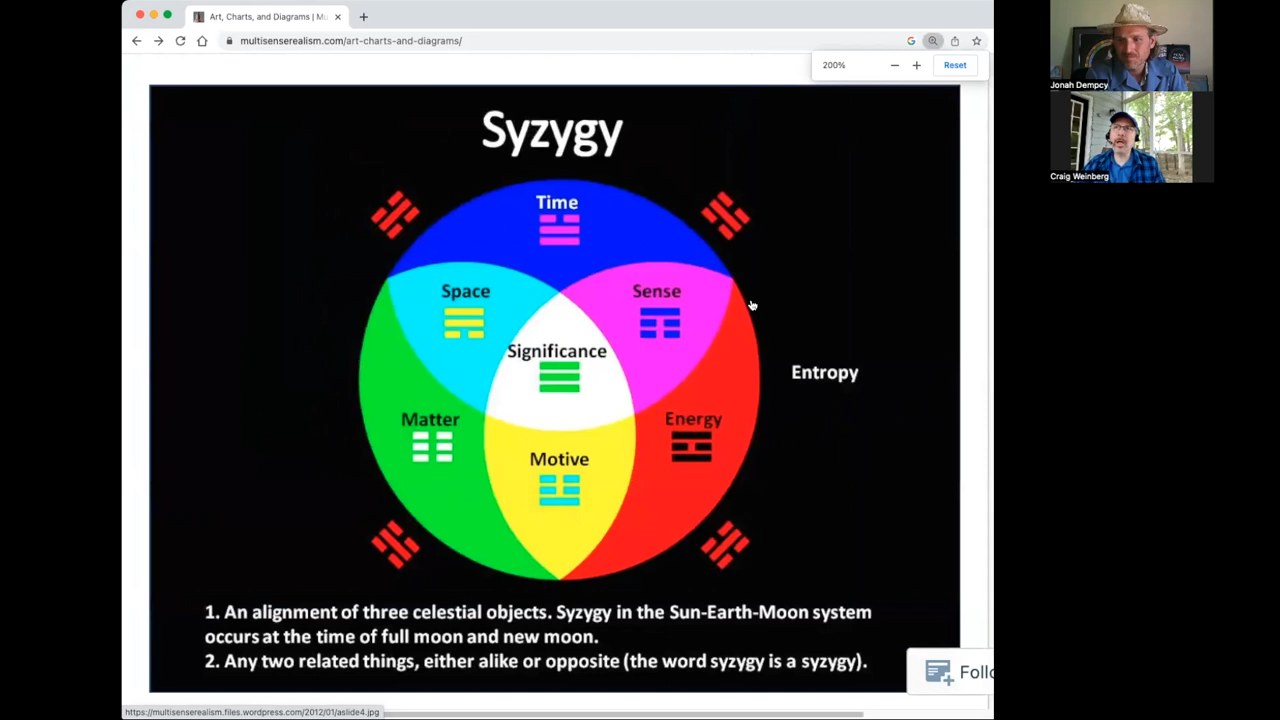 Art, Charts, and Diagrams | Mu
multisenserealism.com/art-charts-and-diagrams/
200%
Reset
Jonah Dempcy
Craig Weinberg
Syzygy
Time
Space
Sense
Significance
Entropy
Matter
Energy
Motive
1. An alignment of three celestial objects. Syzygy in the Sun-Earth-Moon system
occurs at the time of full moon and new moon.
2. Any two related things, either alike or opposite (the word syzygy is a syzygy).
Follo
https://multisenserealism.files.wordpress.com/2012/01/aslide4.jpg